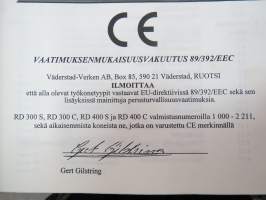 CE
VAATIMUKSENMUKAISUUSVAKUUTUS 89/392/EEC
Väderstad-Verken AB, Box 85, 590 21 Väderstad, RUOTSI
ILMOITTAA
että alla olevat työkonetyypit vastaavat EU-direktiivissä 89/392/EEC sekä sen
lisäyksissä mainittuja perusturvallisuusvaatimuksia.
RD 300 S, RD 300 C, RD 400 S ja RD 400 C valmistusnumeroilla 1 000 - 2 211,
sekä aikaisemmista koneista ne, jotka on varustettu CE merkinnällä
Gert Gilstring
Gert Gilstring